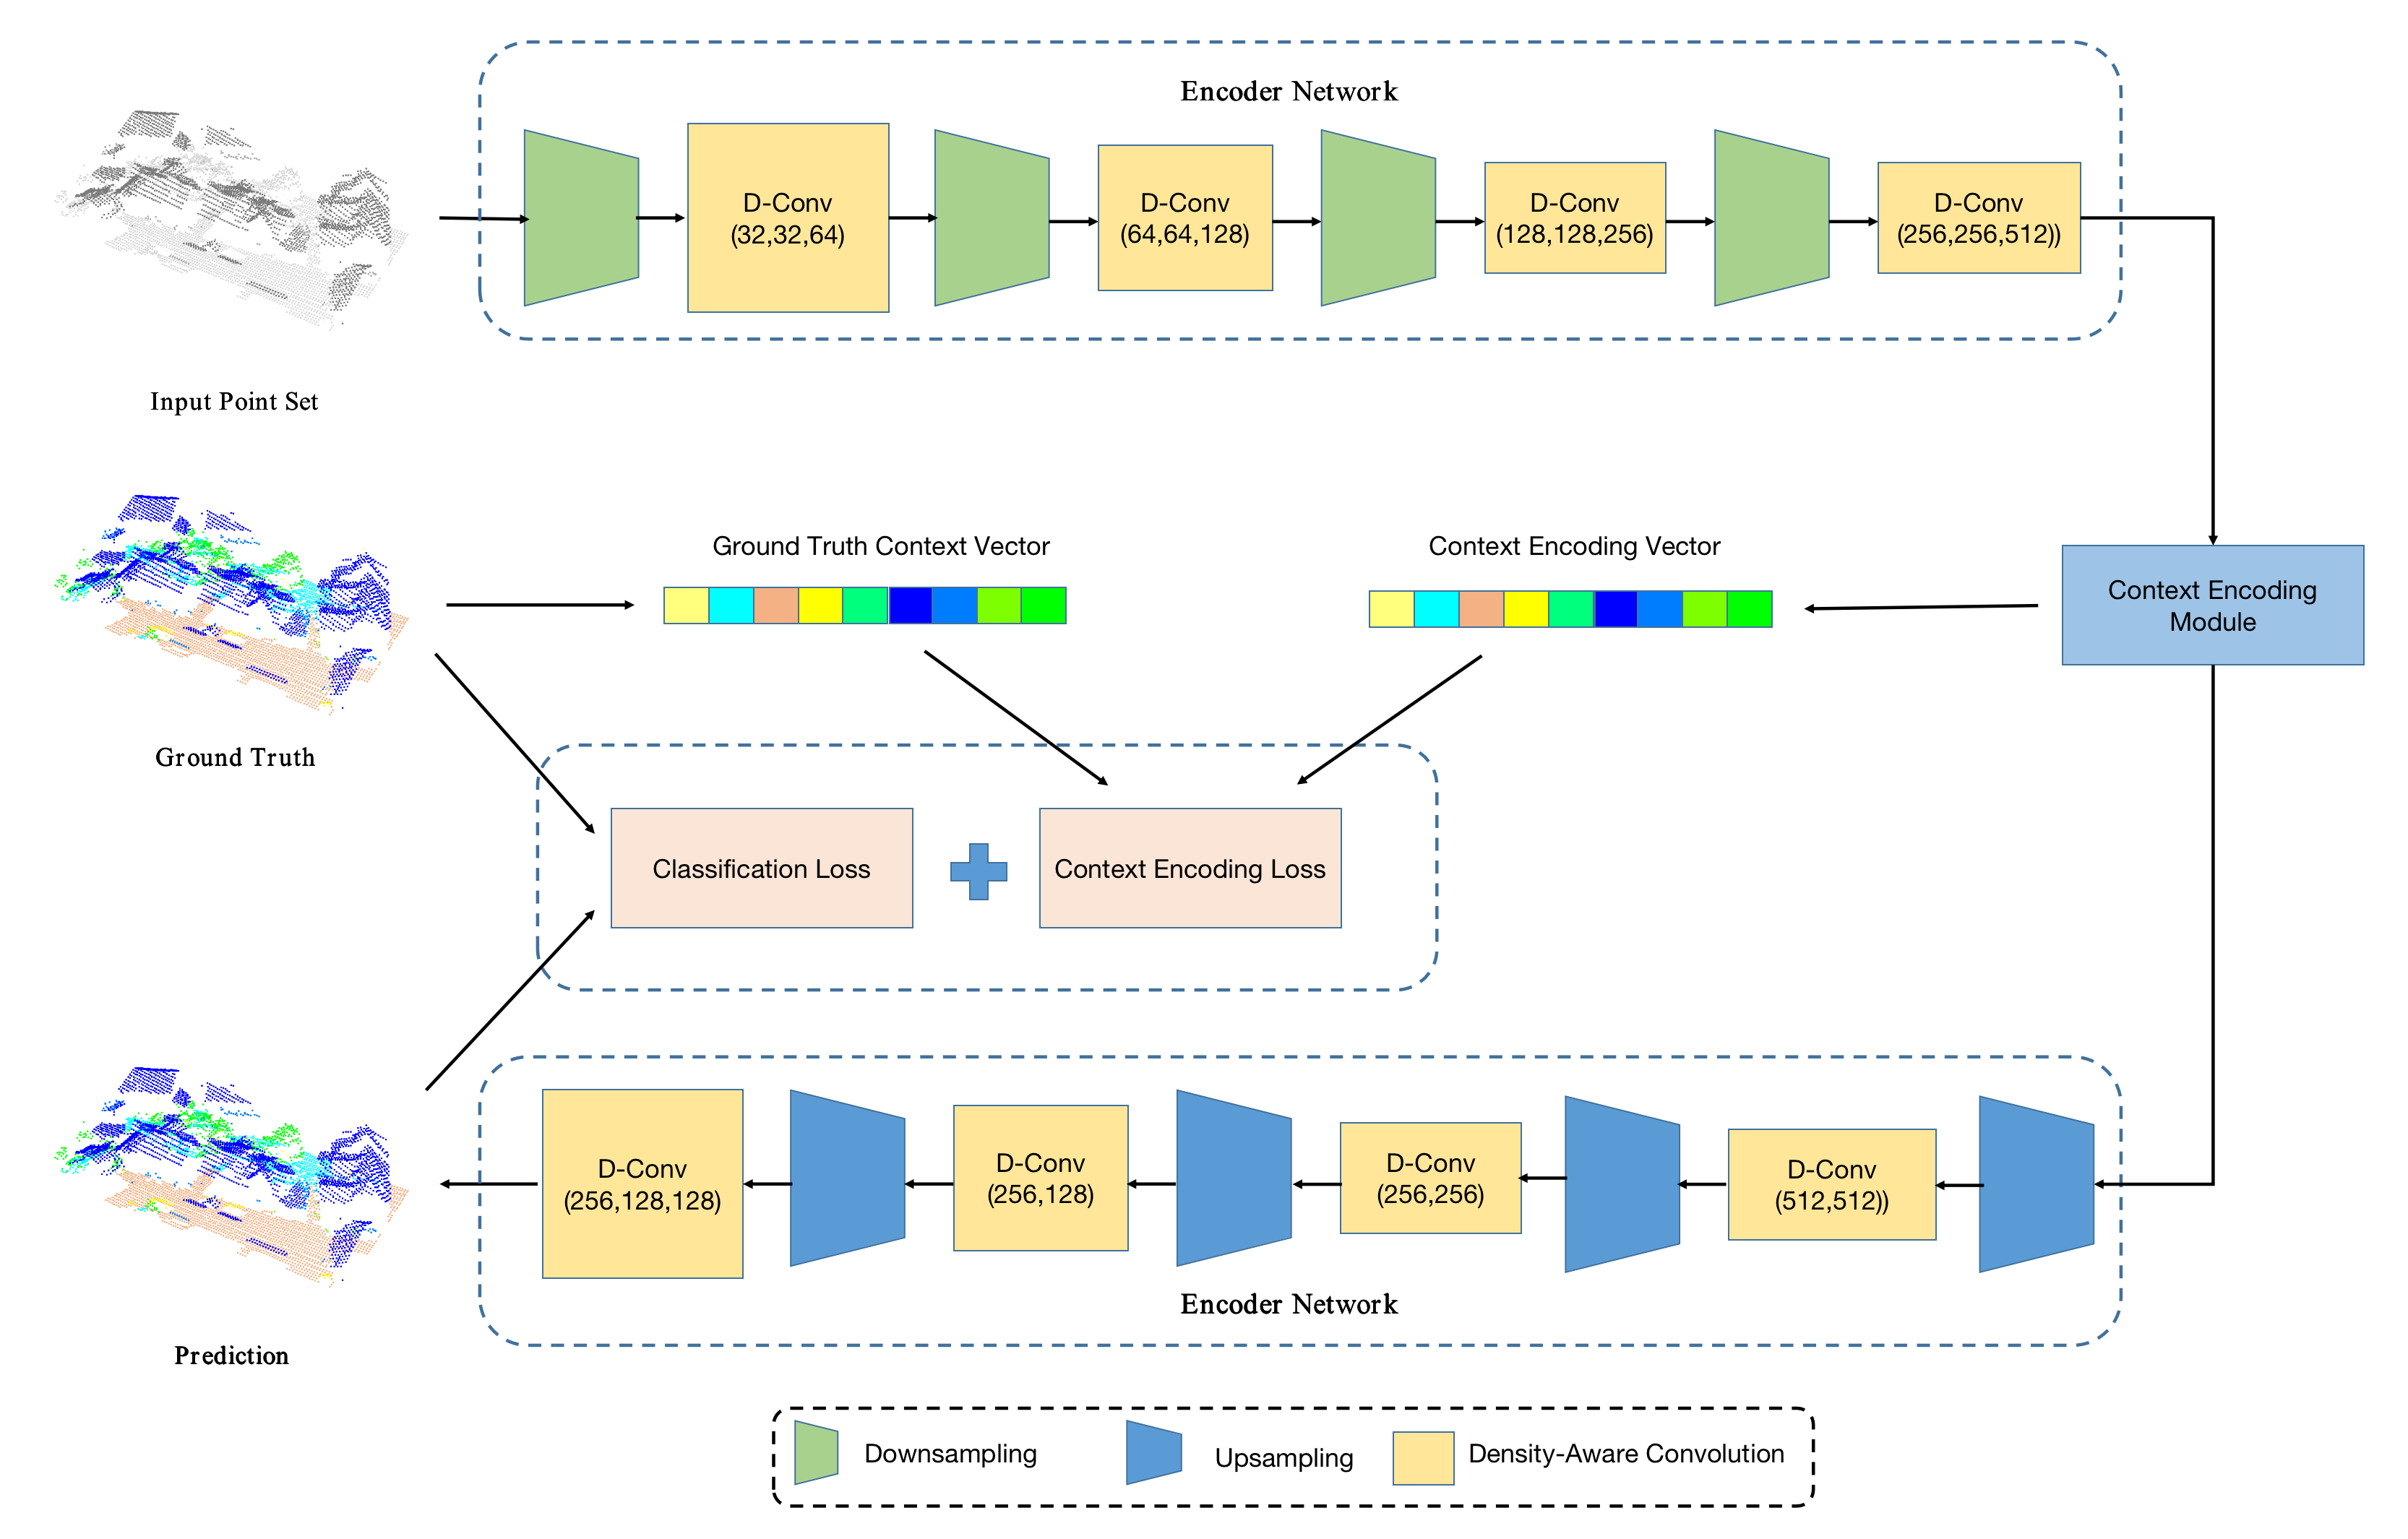 Encoder Network
D-Conv
(32,32,64)
D-Conv
(64,64,128)
D-Conv
(128,128,256)
D-Conv
(256,256,512))
Input Point Set
Ground Truth Context Vector
Context Encoding Vector
Context Encoding
Module
Ground Truth
Classification Loss
Context Encoding Loss
D-Conv
(256,128,128)
D-Conv
(256,128)
D-Conv
(256,256)
D-Conv
(512,512))
Encoder Network
Prediction
Downsampling
Upsampling
Density-Aware Convolution